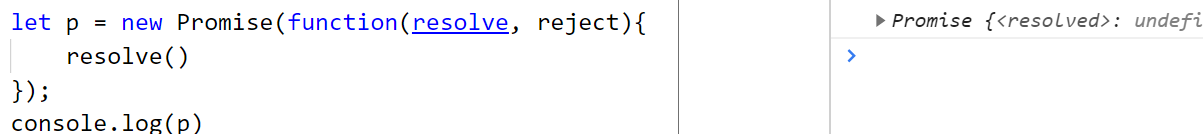 let p = new Promise(function(resolve, reject){
    resolve()
});
console.log(p)
Promise {<resolved>: undefi